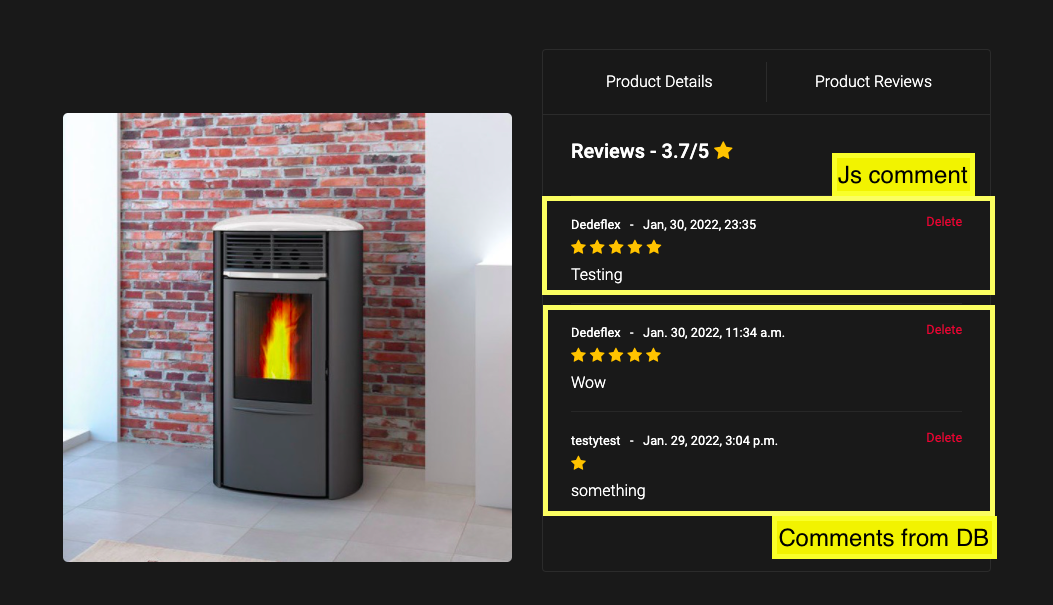 Product Details
Product Reviews
Reviews - 3.7/5
Js comment
Dedeflex - Jan, 30, 2022, 23:35
Delete
Testing
Dedeflex - Jan. 30, 2022, 11:34 a.m.
Delete
Wow
testytest - Jan. 29, 2022, 3:04 p.m.
Delete
something
Comments from DB